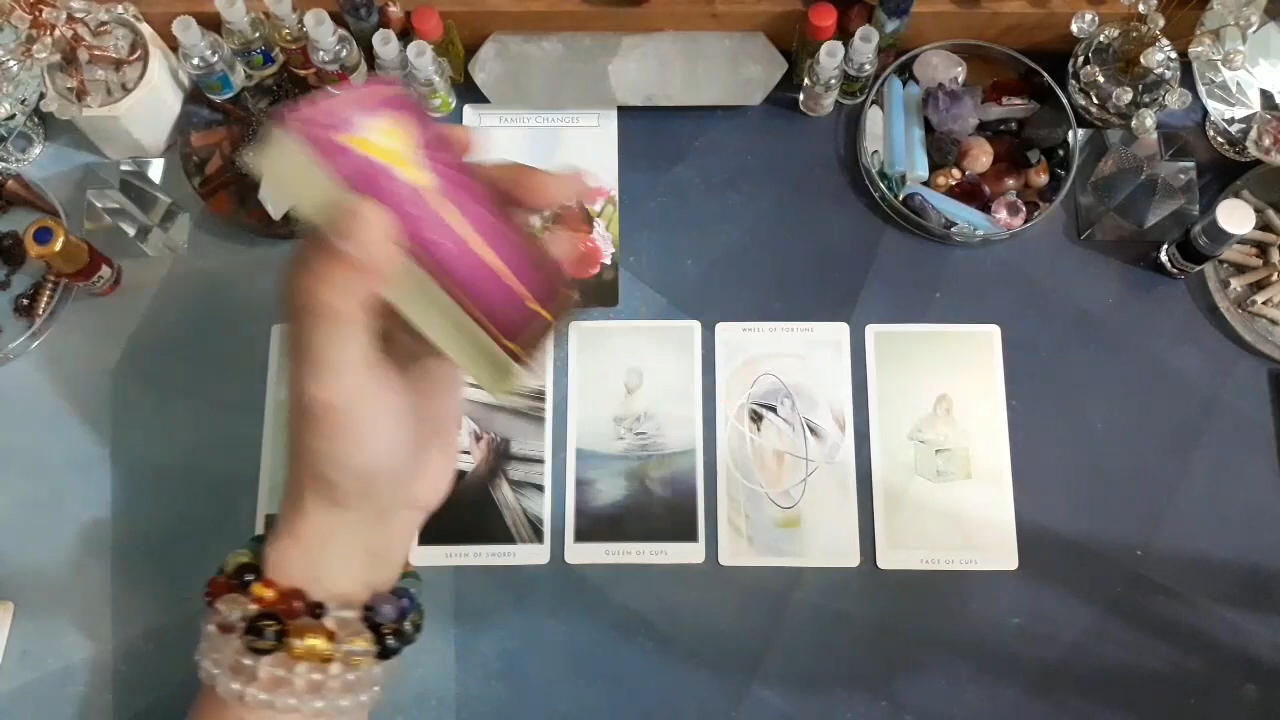 FAMILY CHANGES
WHEEL OF FORTUNE
SEVEN OF SWORDS
QUEEN OF CUPS
PAGE OF CUPS